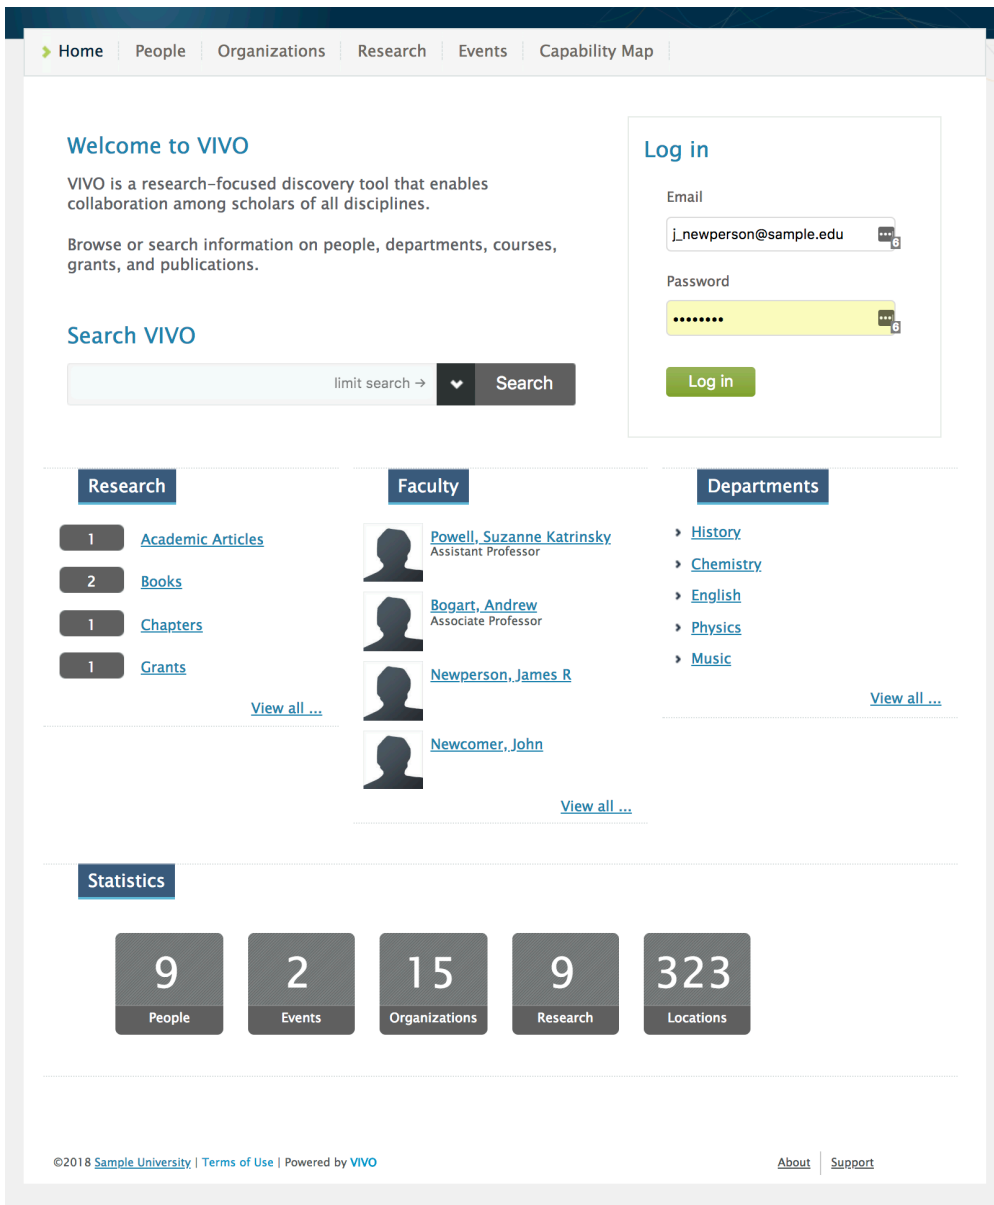 Home People Organizations Research Events Capability Map
Welcome to VIVO
VIVO is a research-focused discovery tool that enables
collaboration among scholars of all disciplines.
Browse or search information on people, departments, courses,
grants, and publications.
Search VIVO
limit search → Search
Log in
Email
j_newperson@sample.edu
6
Password
••••••••
6
Log in
Research
1 Academic Articles
2 Books
1 Chapters
1 Grants
View all ...
Faculty
Powell, Suzanne Katrinsky
Assistant Professor
Bogart, Andrew
Associate Professor
Newperson, James R
Newcomer, John
View all ...
Departments
History
Chemistry
English
Physics
Music
View all ...
Statistics
9 2 15 9 323
People Events Organizations Research Locations
©2018 Sample University | Terms of Use | Powered by VIVO
About Support